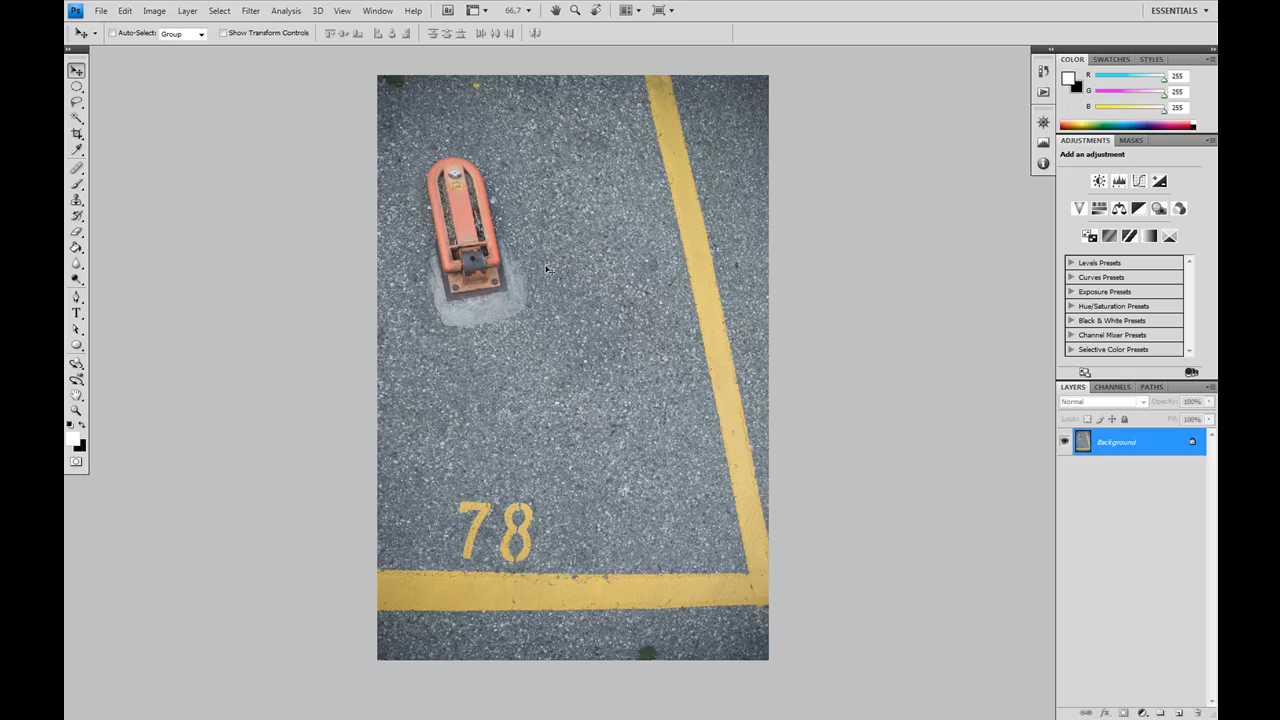 Ps File Edit Image Layer Select Filter Analysis 3D View Window Help Br 66,7 ESSENTIALS
Auto-Select: Group Show Transform Controls
COLOR SWATCHES STYLES
R 255
G 255
B 255
ADJUSTMENTS MASKS
Add an adjustment
Levels Presets
Curves Presets
Exposure Presets
Hue/Saturation Presets
Black & White Presets
Channel Mixer Presets
Selective Color Presets
LAYERS CHANNELS PATHS
Normal Opacity: 100%
Lock: Fill: 100%
Background
78